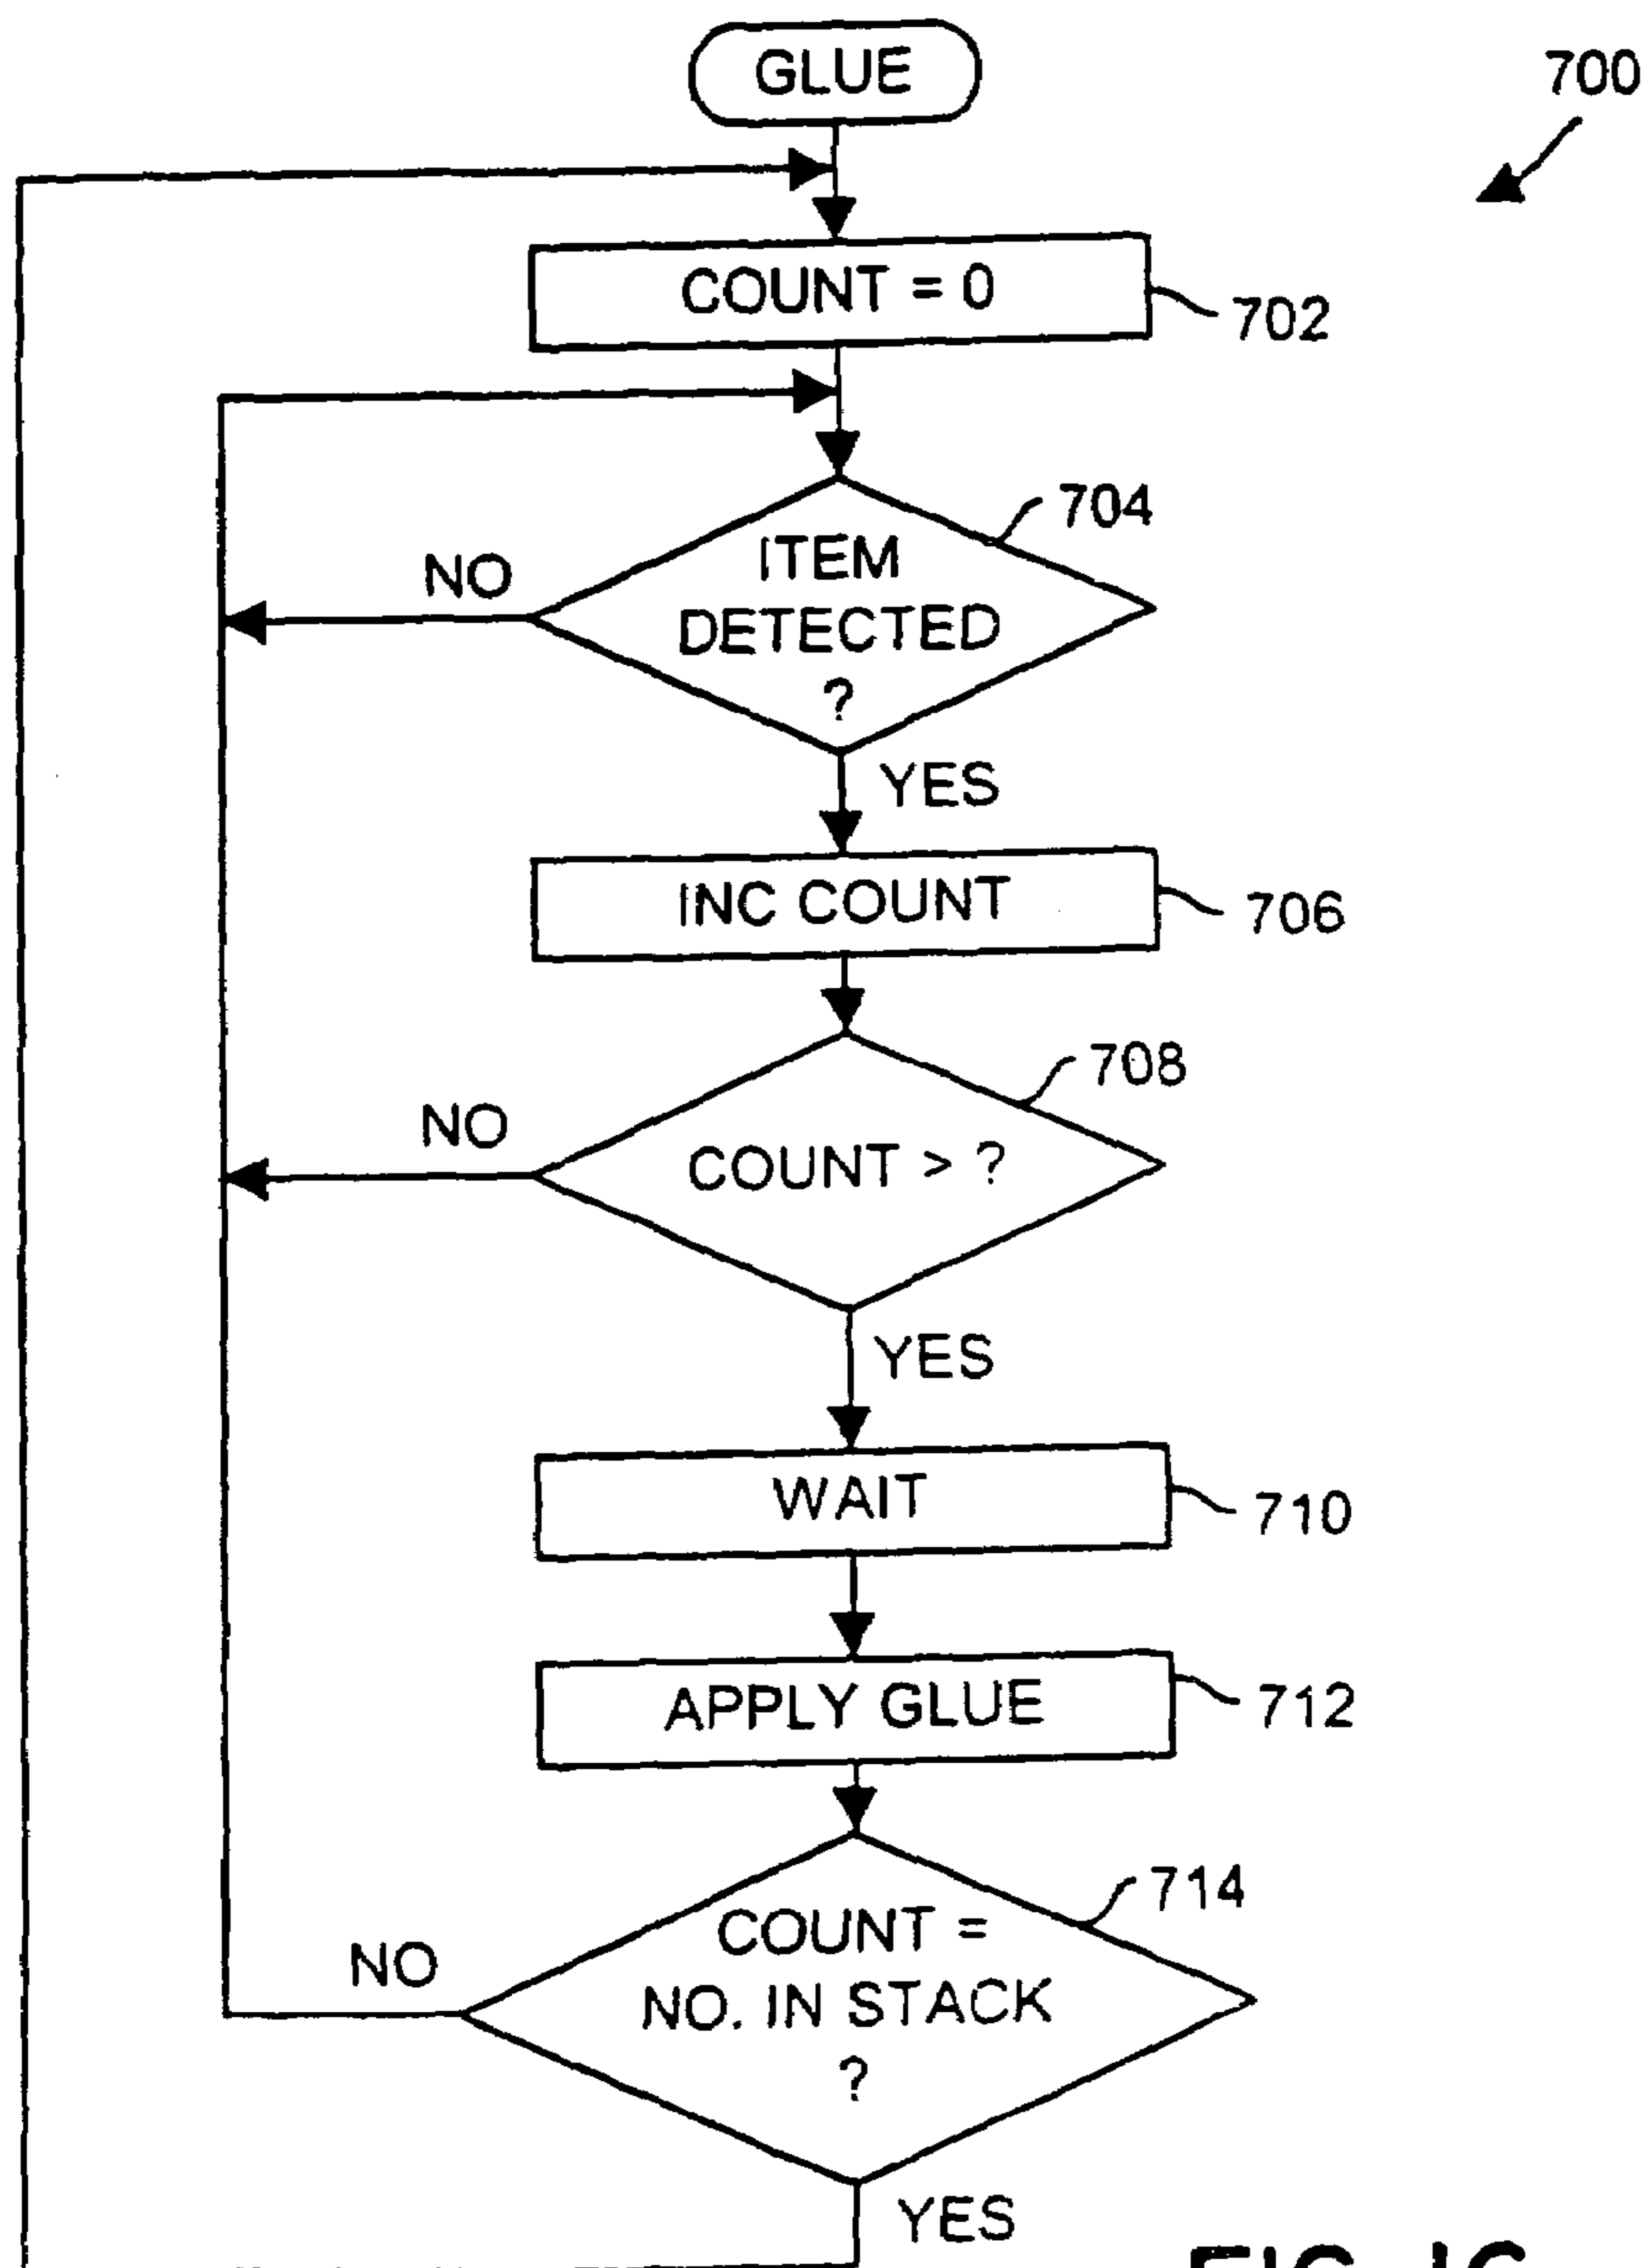 GLUE
700
COUNT = 0
702
704
NO
ITEM
DETECTED
?
YES
INC COUNT
706
708
NO
COUNT > ?
YES
WAIT
710
APPLY GLUE
712
714
COUNT =
NO
NO. IN STACK
?
YES